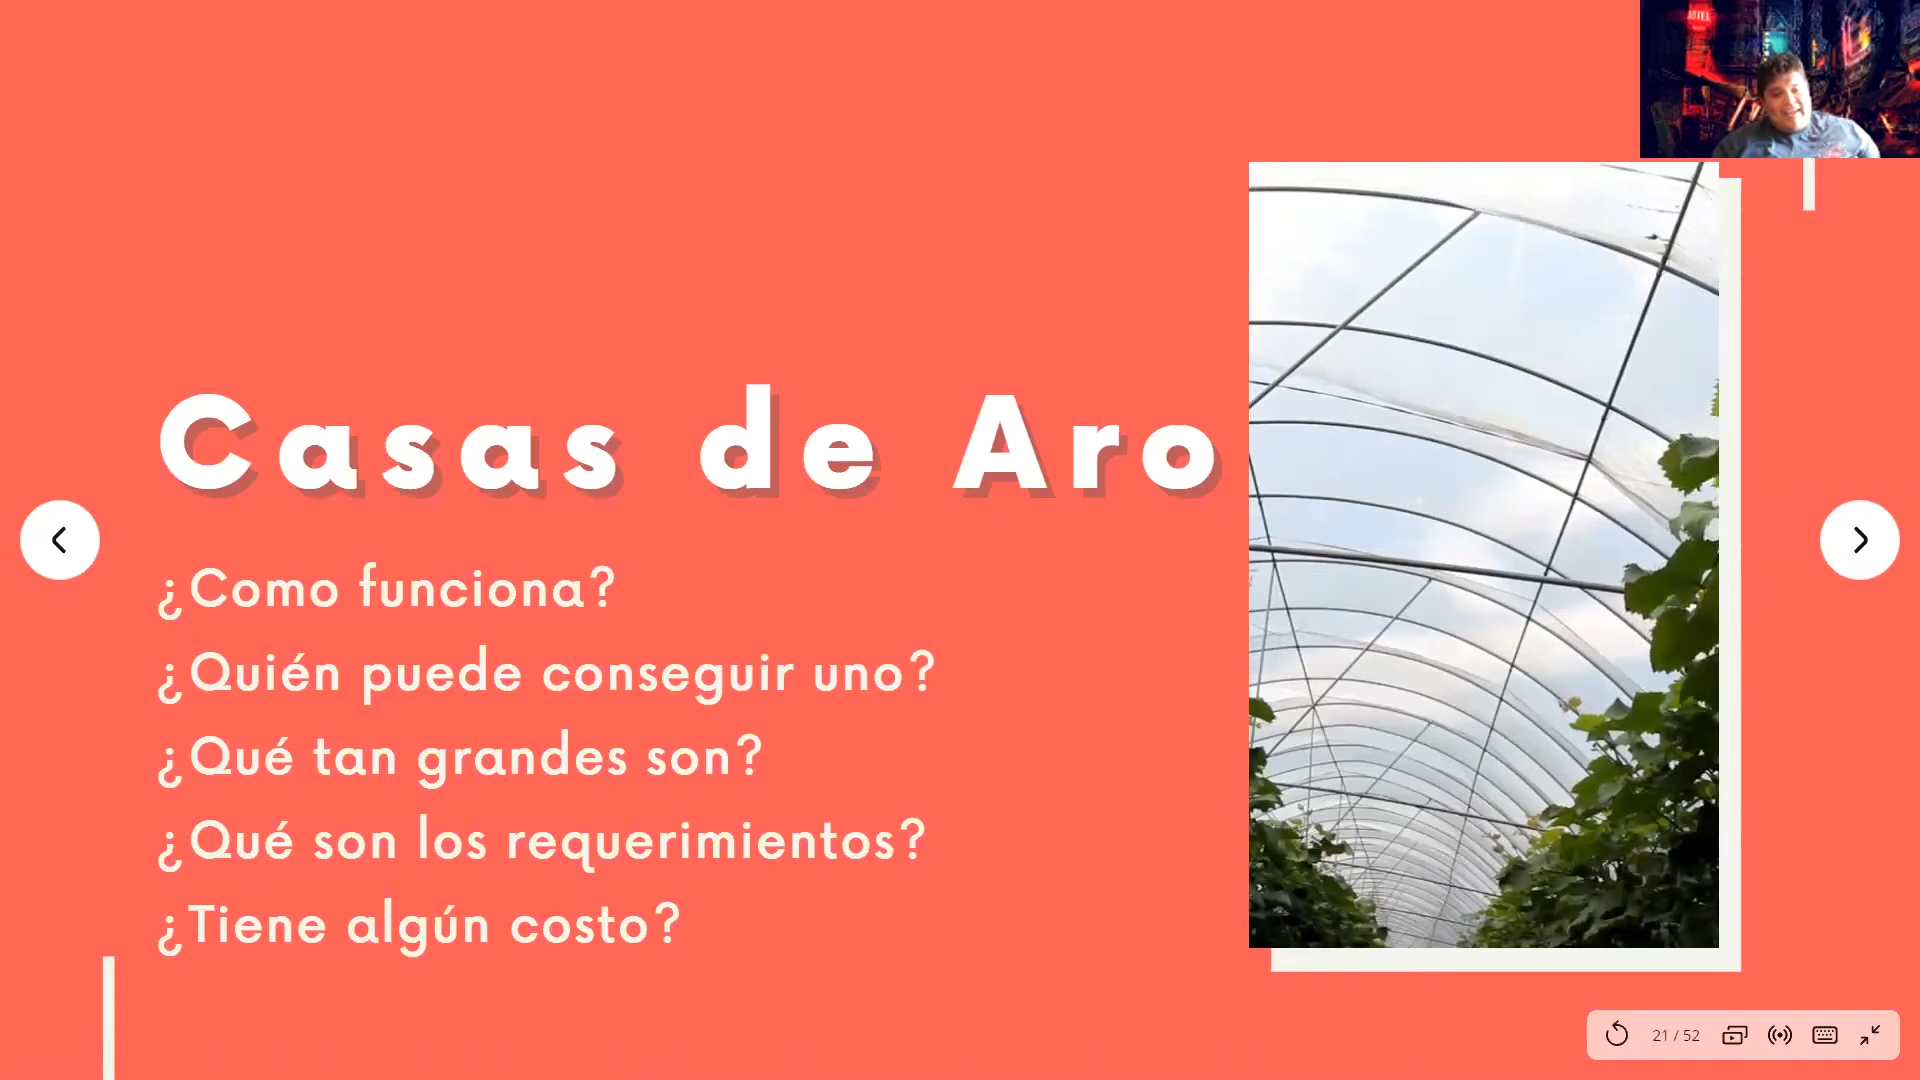 HOTEL
Casas de Aro
¿Como funciona?
¿Quién puede conseguir uno?
¿Qué tan grandes son?
¿Qué son los requerimientos?
¿Tiene algún costo?
21 / 52